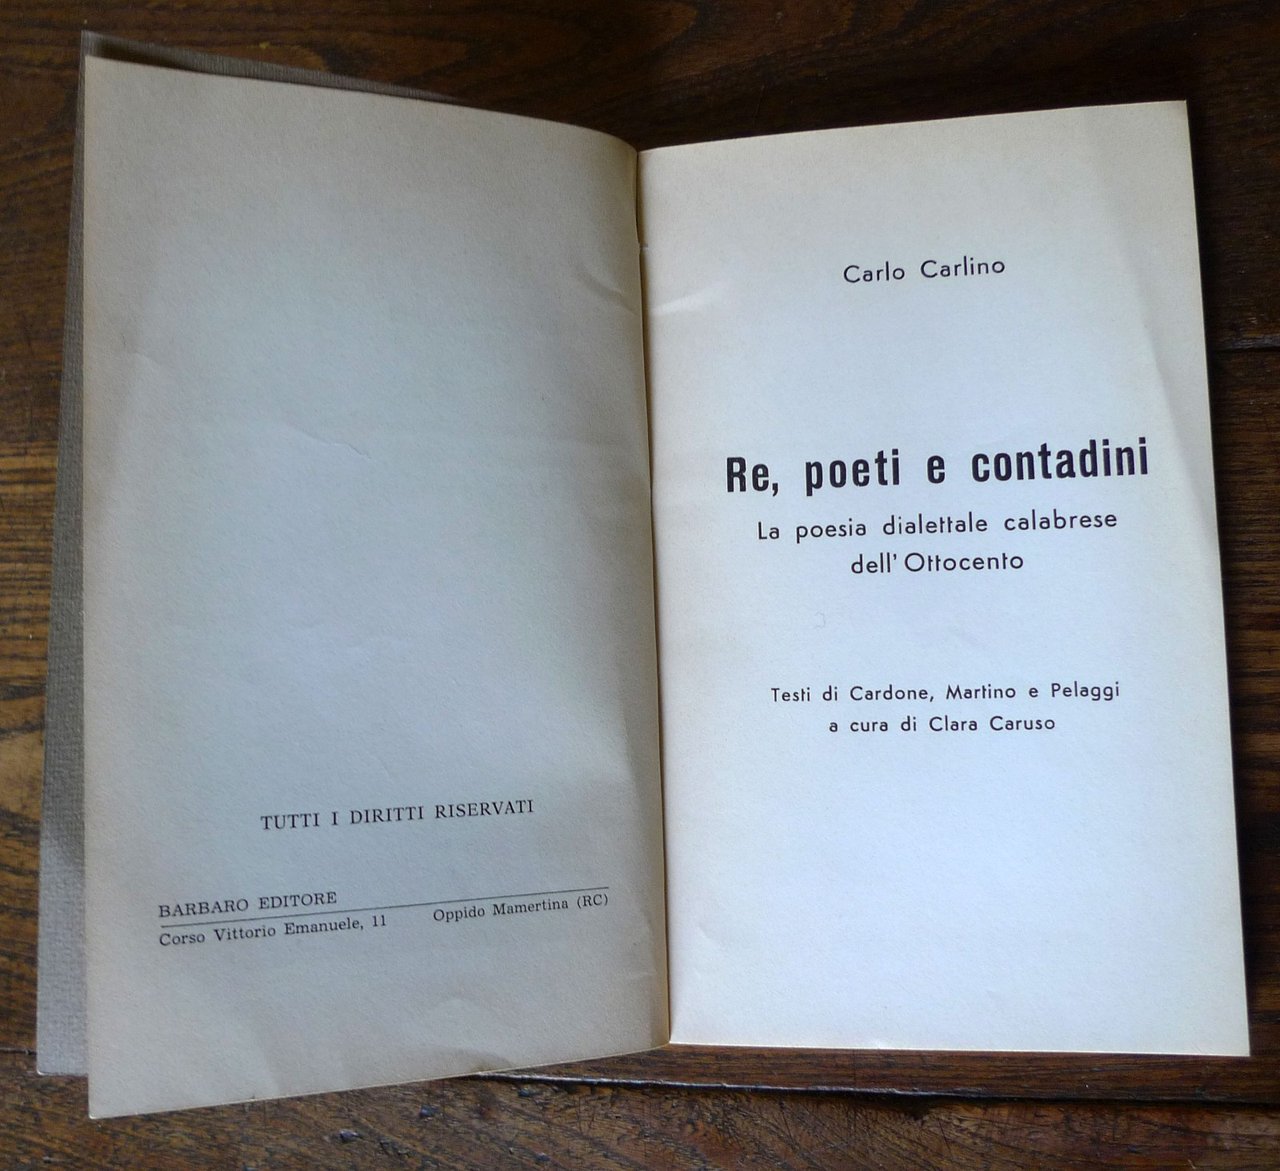 TUTTI I DIRITTI RISERVATI
BARBARO EDITORE
Corso Vittorio Emanuele, 11 Oppido Mamertina (RC)
Carlo Carlino
Re, poeti e contadini
La poesia dialettale calabrese
dell' Ottocento
Testi di Cardone, Martino e Pelaggi
a cura di Clara Caruso